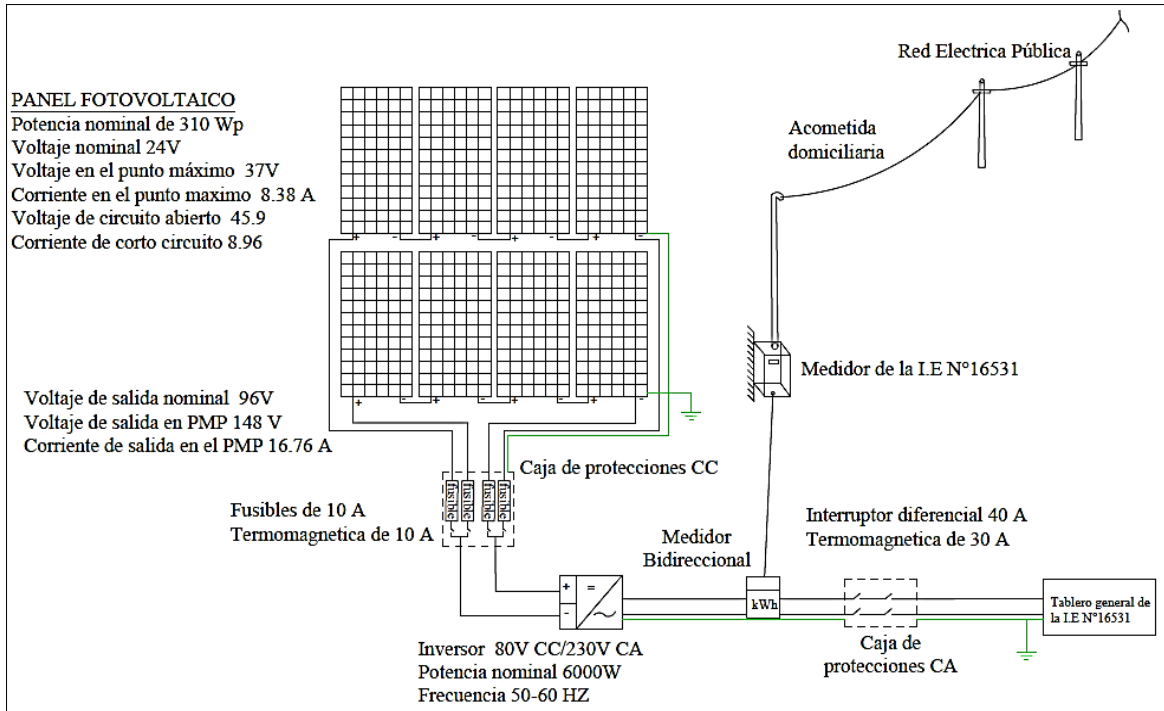 PANEL FOTOVOLTAICO
Potencia nominal de 310 Wp
Voltaje nominal 24V
Voltaje en el punto máximo 37V
Corriente en el punto maximo 8.38 A
Voltaje de circuito abierto 45.9
Corriente de corto circuito 8.96
Red Electrica Pública
Acometida
domiciliaria
+ - + - + - + -
Medidor de la I.E N°16531
Voltaje de salida nominal 96V
Voltaje de salida en PMP 148 V
Corriente de salida en el PMP 16.76 A
+ - + - + - + -
Caja de protecciones CC
fusible fusible fusible fusible
Fusibles de 10 A
Termomagnetica de 10 A
Medidor
Bidireccional
Interruptor diferencial 40 A
Termomagnetica de 30 A
+ =
-
kWh
Tablero general de
la I.E N°16531
Inversor 80V CC/230V CA
Potencia nominal 6000W
Frecuencia 50-60 HZ
Caja de
protecciones CA